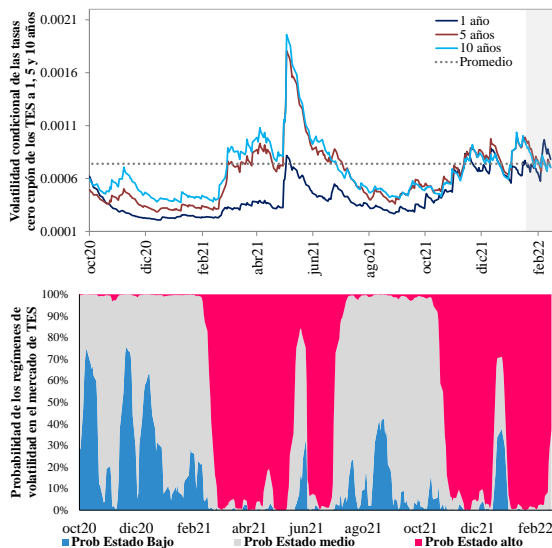 Volatilidad condicional de las tasas
cero cupón de los TES a 1, 5 y 10 años
0.0021
0.0016
0.0011
0.0006
0.0001
1 año
5 años
10 años
Promedio
oct20
dic20
feb21
abr21
jun21
ago21
oct21
dic21
feb22
Probabilidad de los regímenes de
volatilidad en el mercado de TES
100%
90%
80%
70%
60%
50%
40%
30%
20%
10%
0%
oct20
dic20
feb21
abr21
jun21
ago21
oct21
dic21
feb22
Prob Estado Bajo
Prob Estado medio
Prob Estado alto